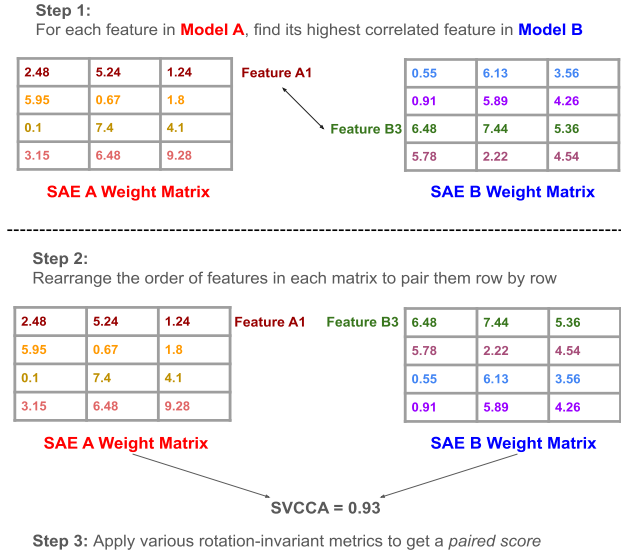 Step 1:
For each feature in Model A, find its highest correlated feature in Model B
2.48 5.24 1.24 Feature A1 0.55 6.13 3.56
5.95 0.67 1.8 0.91 5.89 4.26
0.1 7.4 4.1 Feature B3 6.48 7.44 5.36
3.15 6.48 9.28 5.78 2.22 4.54
SAE A Weight Matrix SAE B Weight Matrix
Step 2:
Rearrange the order of features in each matrix to pair them row by row
2.48 5.24 1.24 Feature A1 Feature B3 6.48 7.44 5.36
5.95 0.67 1.8 5.78 2.22 4.54
0.1 7.4 4.1 0.55 6.13 3.56
3.15 6.48 9.28 0.91 5.89 4.26
SAE A Weight Matrix SAE B Weight Matrix
SVCCA = 0.93
Step 3: Apply various rotation-invariant metrics to get a paired score